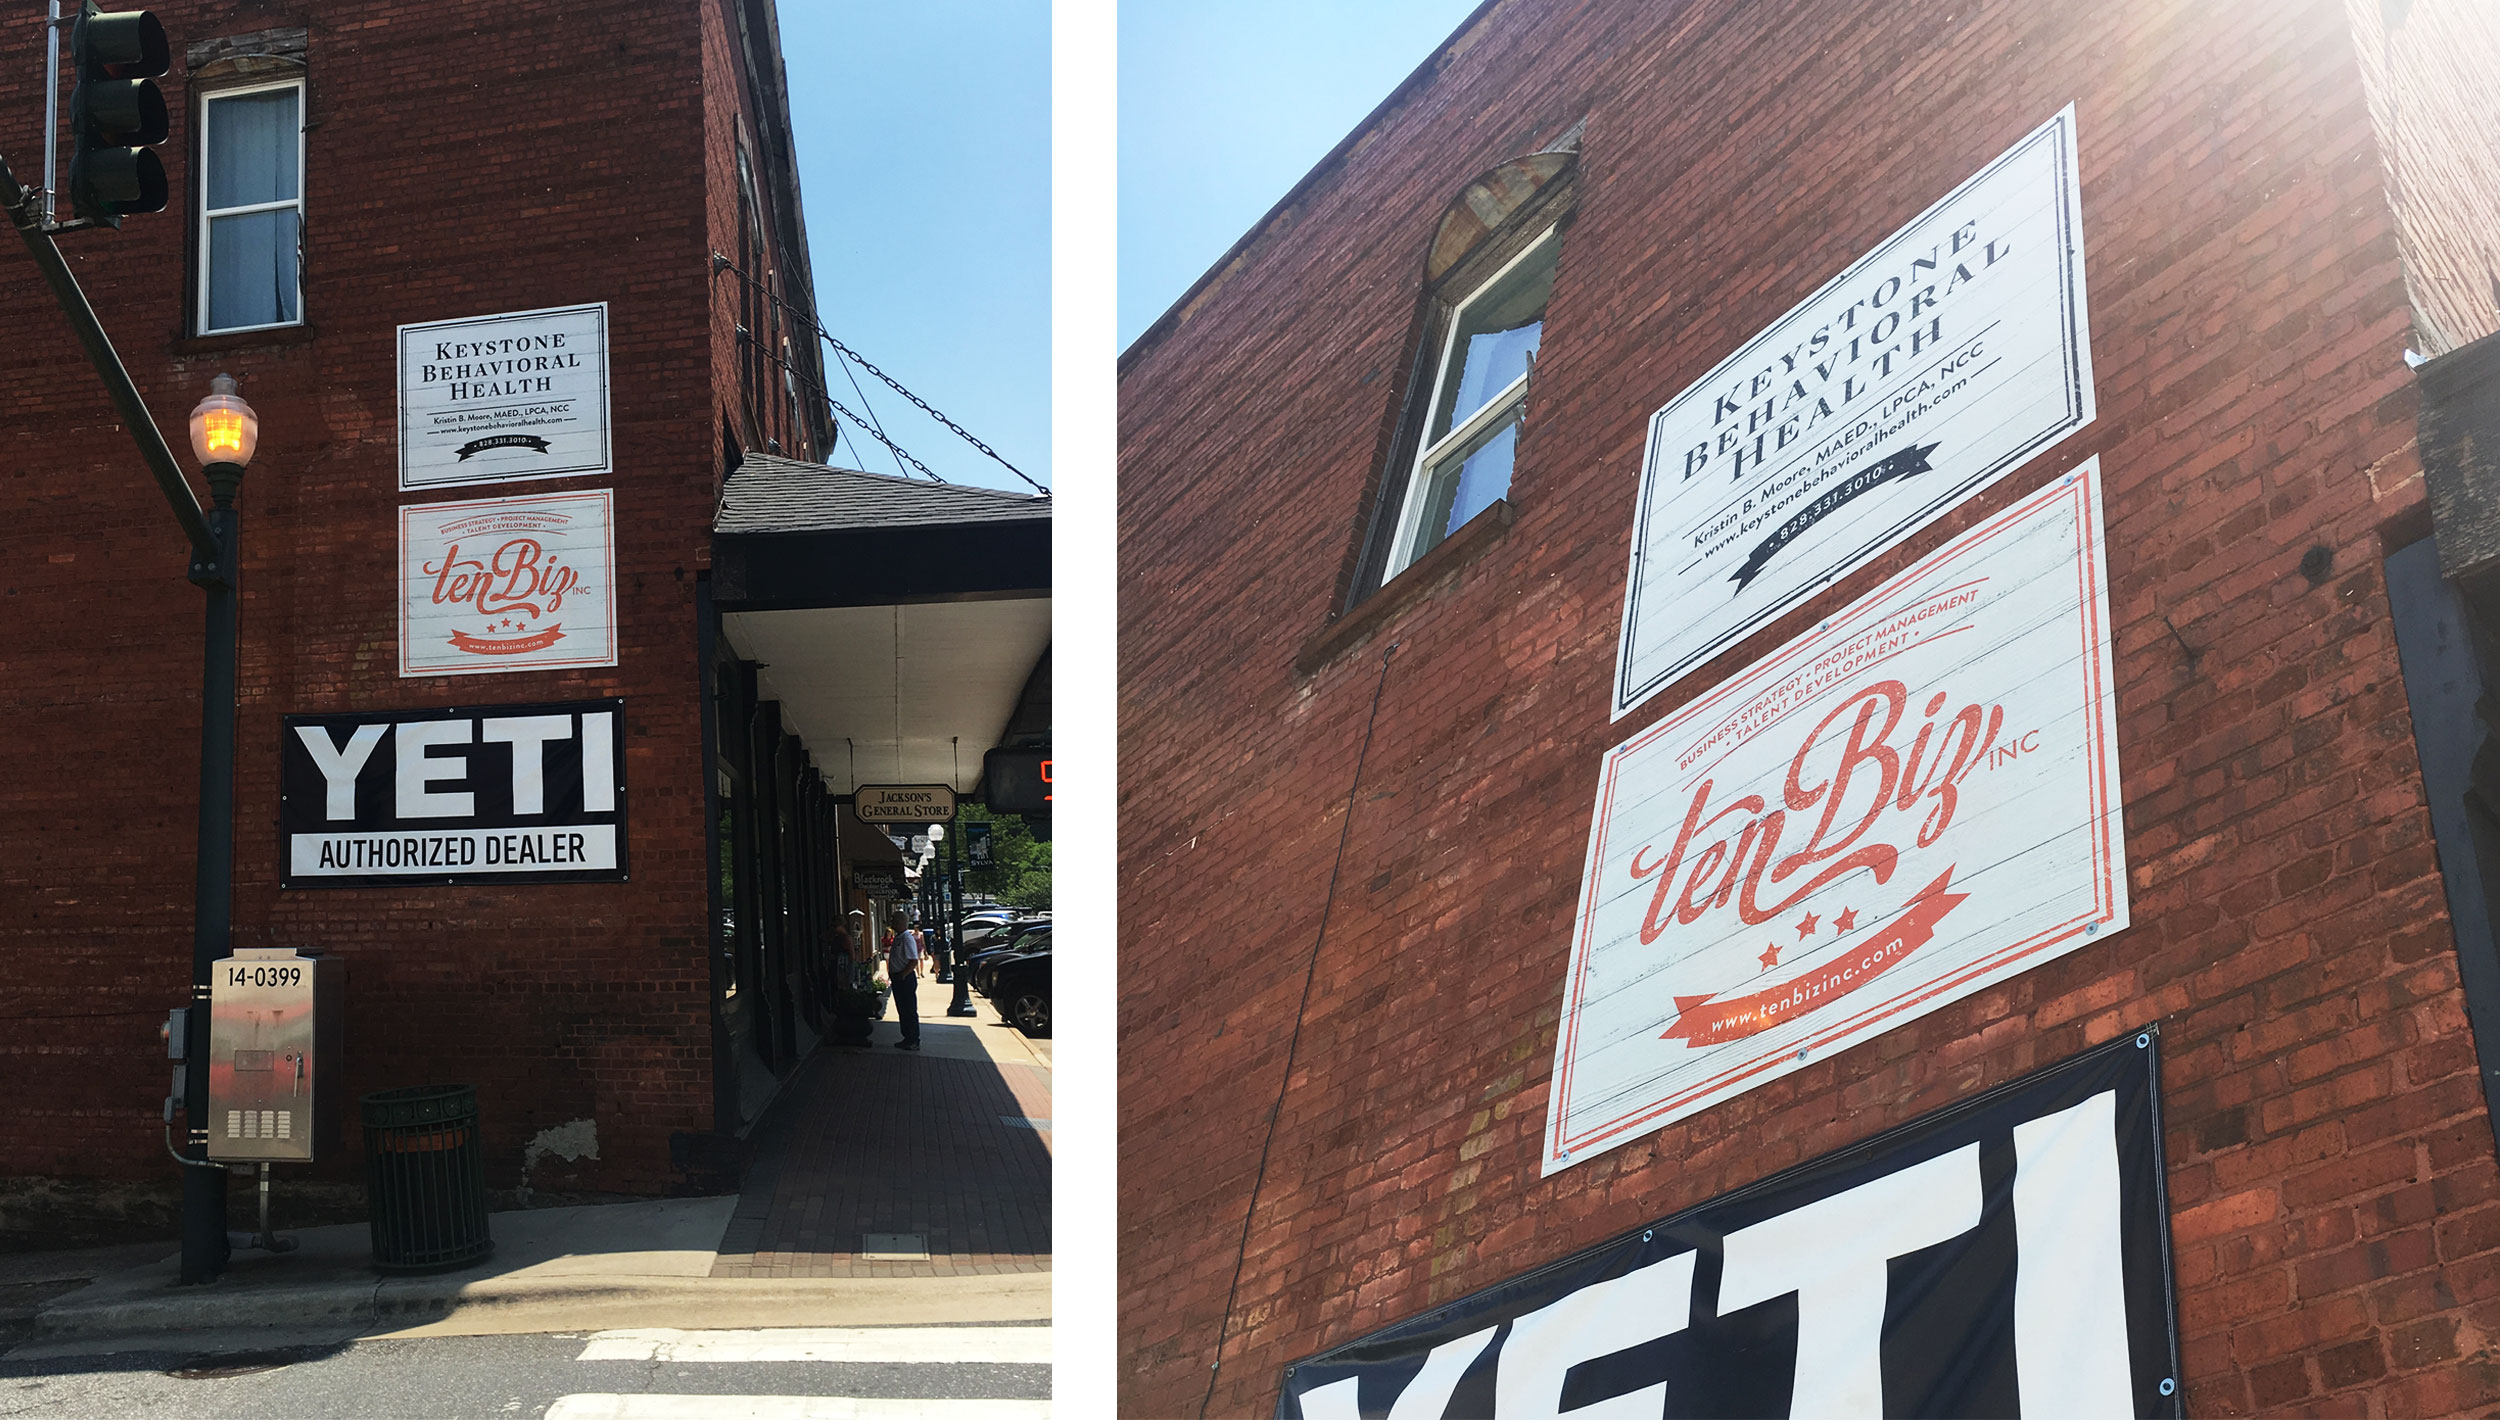 KEYSTONE
BEHAVIORAL
HEALTH
Kristin B. Moore, MAED., LPCA, NCC
www.keystonebehavioralhealth.com
828.331.3010
BUSINESS STRATEGY • PROJECT MANAGEMENT
• TALENT DEVELOPMENT •
tenBiz INC
www.tenbizinc.com
YETI
AUTHORIZED DEALER
JACKSON'S
GENERAL STORE
Blackrock
SYLVA
14-0399
KEYSTONE
BEHAVIORAL
HEALTH
Kristin B. Moore, MAED., LPCA, NCC
www.keystonebehavioralhealth.com
• 828.331.3010 •
BUSINESS STRATEGY • PROJECT MANAGEMENT
• TALENT DEVELOPMENT •
tenBiz INC
www.tenbizinc.com
YETI